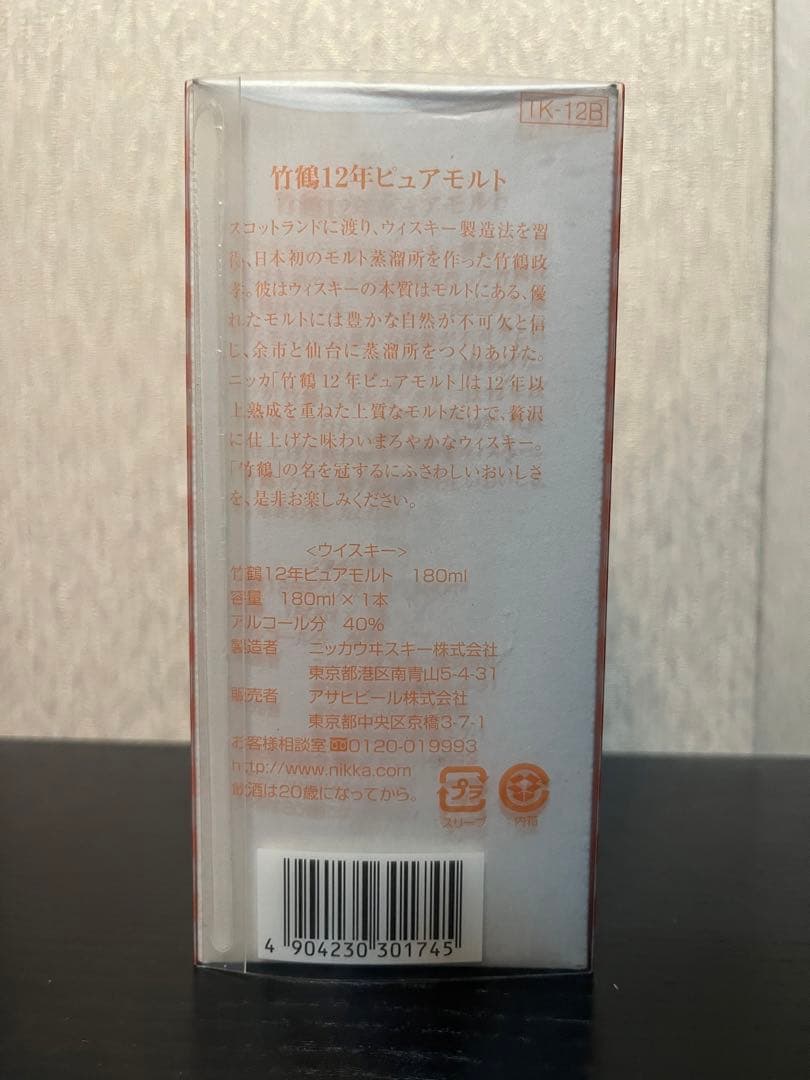 TK-12B
竹鶴12年ピュアモルト
スコットランドに渡り、ウィスキー製造法を習
得、日本初のモルト蒸溜所を作った竹鶴政
孝。彼はウィスキーの本質はモルトにある、優
れたモルトには豊かな自然が不可欠と信
じ、余市と仙台に蒸溜所をつくりあげた。
ニッカ「竹鶴12年ピュアモルト」は12年以
上熟成を重ねた上質なモルトだけで、贅沢
に仕上げた味わいまろやかなウィスキー。
「竹鶴」の名を冠するにふさわしいおいしさ
を、是非お楽しみください。
<ウイスキー>
竹鶴12年ピュアモルト 180ml
容量 180ml×1本
アルコール分 40%
製造者 ニッカウヰスキー株式会社
東京都港区南青山5-4-31
販売者 アサヒビール株式会社
東京都中央区京橋3-7-1
お客様相談室 0120-019993
http://www.nikka.com
飲酒は20歳になってから。
プラ
スリーブ 内箱
4 904230 301745